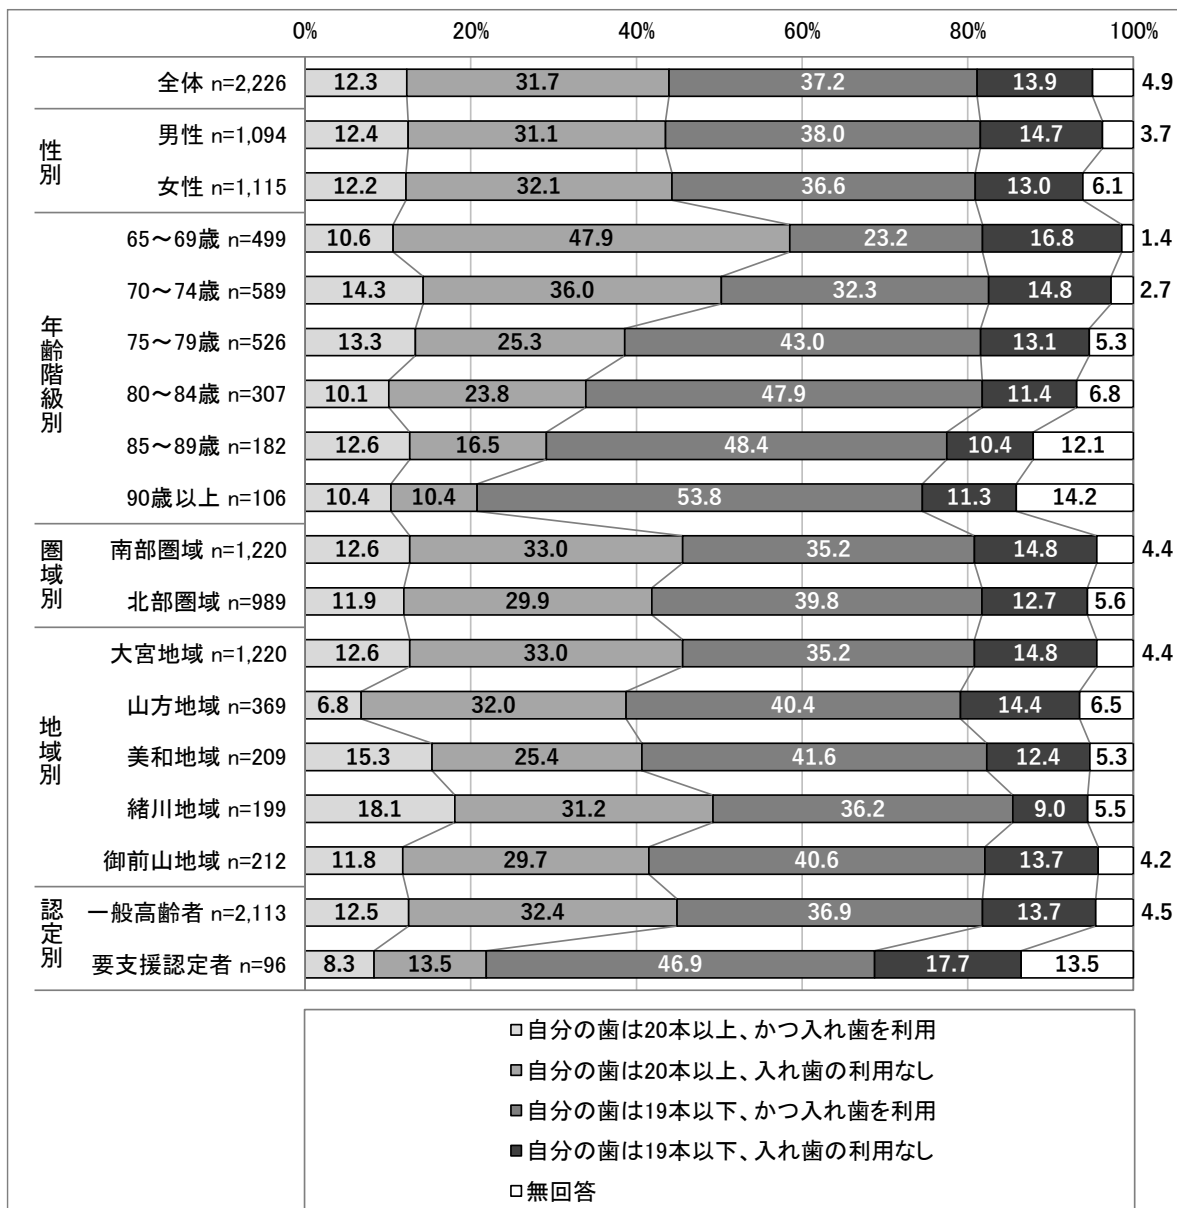 0% 20% 40% 60% 80% 100%
全体 n=2,226 12.3 31.7 37.2 13.9 4.9
性別
男性 n=1,094 12.4 31.1 38.0 14.7 3.7
女性 n=1,115 12.2 32.1 36.6 13.0 6.1
年齢階級別
65～69歳 n=499 10.6 47.9 23.2 16.8 1.4
70～74歳 n=589 14.3 36.0 32.3 14.8 2.7
75～79歳 n=526 13.3 25.3 43.0 13.1 5.3
80～84歳 n=307 10.1 23.8 47.9 11.4 6.8
85～89歳 n=182 12.6 16.5 48.4 10.4 12.1
90歳以上 n=106 10.4 10.4 53.8 11.3 14.2
圏域別
南部圏域 n=1,220 12.6 33.0 35.2 14.8 4.4
北部圏域 n=989 11.9 29.9 39.8 12.7 5.6
地域別
大宮地域 n=1,220 12.6 33.0 35.2 14.8 4.4
山方地域 n=369 6.8 32.0 40.4 14.4 6.5
美和地域 n=209 15.3 25.4 41.6 12.4 5.3
緒川地域 n=199 18.1 31.2 36.2 9.0 5.5
御前山地域 n=212 11.8 29.7 40.6 13.7 4.2
認定別
一般高齢者 n=2,113 12.5 32.4 36.9 13.7 4.5
要支援認定者 n=96 8.3 13.5 46.9 17.7 13.5
自分の歯は20本以上、かつ入れ歯を利用
自分の歯は20本以上、入れ歯の利用なし
自分の歯は19本以下、かつ入れ歯を利用
自分の歯は19本以下、入れ歯の利用なし
無回答